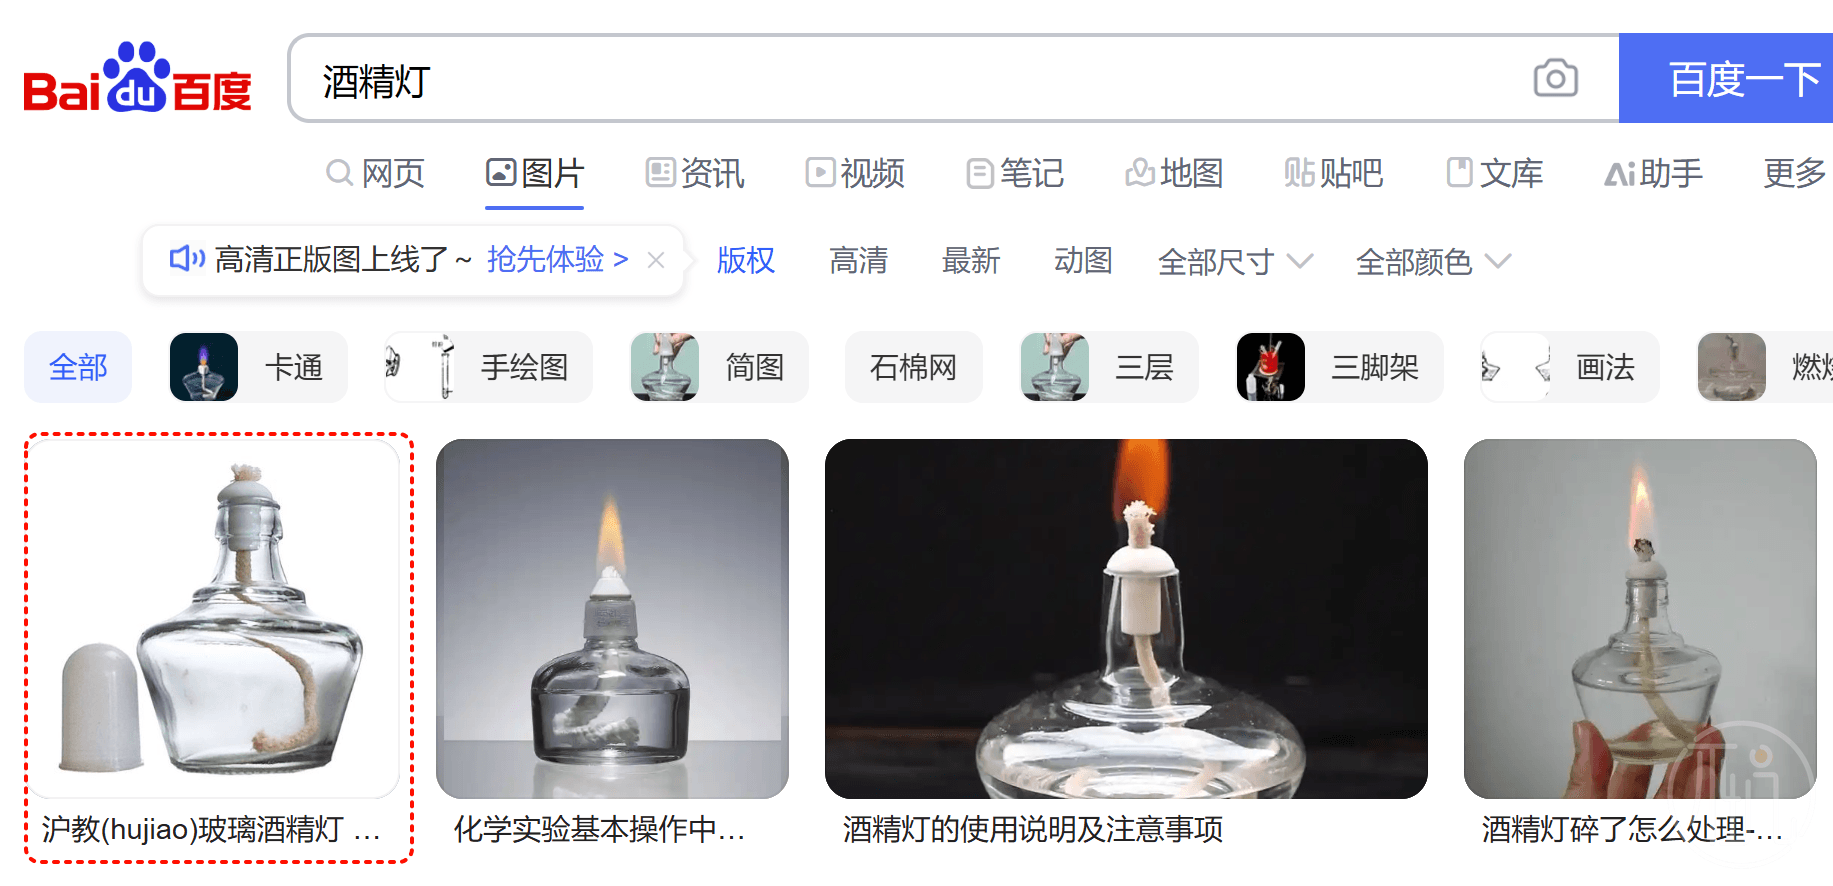 Baidu百度
酒精灯
百度一下
网页 图片 资讯 视频 笔记 地图 贴吧 文库 Ai助手 更多
高清正版图上线了~ 抢先体验 > × 版权 高清 最新 动图 全部尺寸 全部颜色
全部 卡通 手绘图 简图 石棉网 三层 三脚架 画法
沪教(hujiao)玻璃酒精灯 ...
化学实验基本操作中...
酒精灯的使用说明及注意事项
酒精灯碎了怎么处理-...